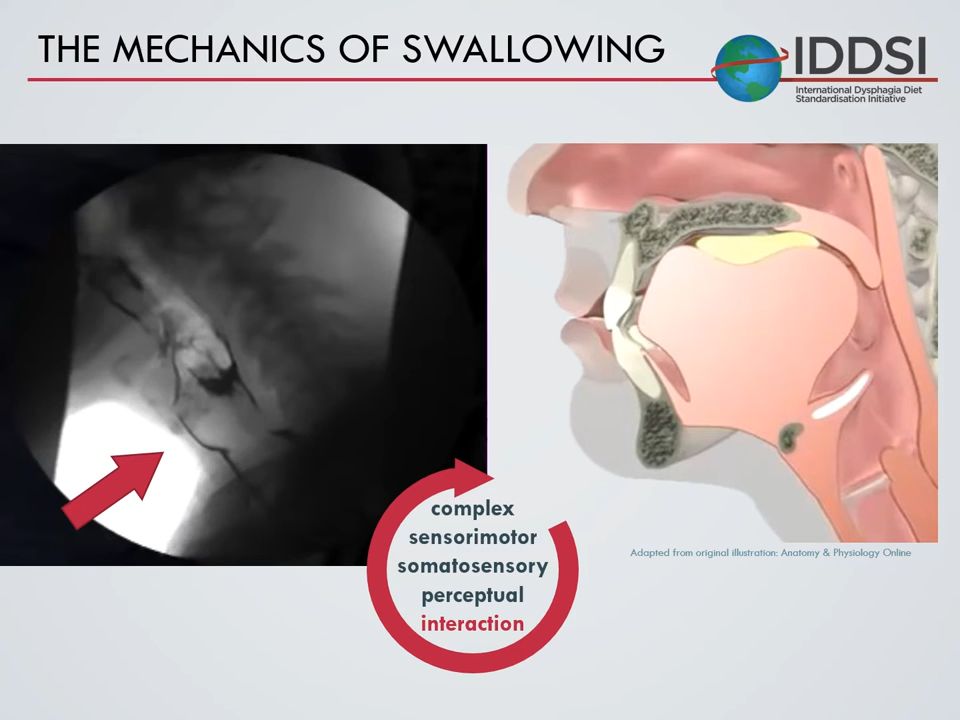 THE MECHANICS OF SWALLOWING
IDDSI
International Dysphagia Diet
Standardisation Initiative
complex
sensorimotor
somatosensory
perceptual
interaction
Adapted from original illustration: Anatomy & Physiology Online